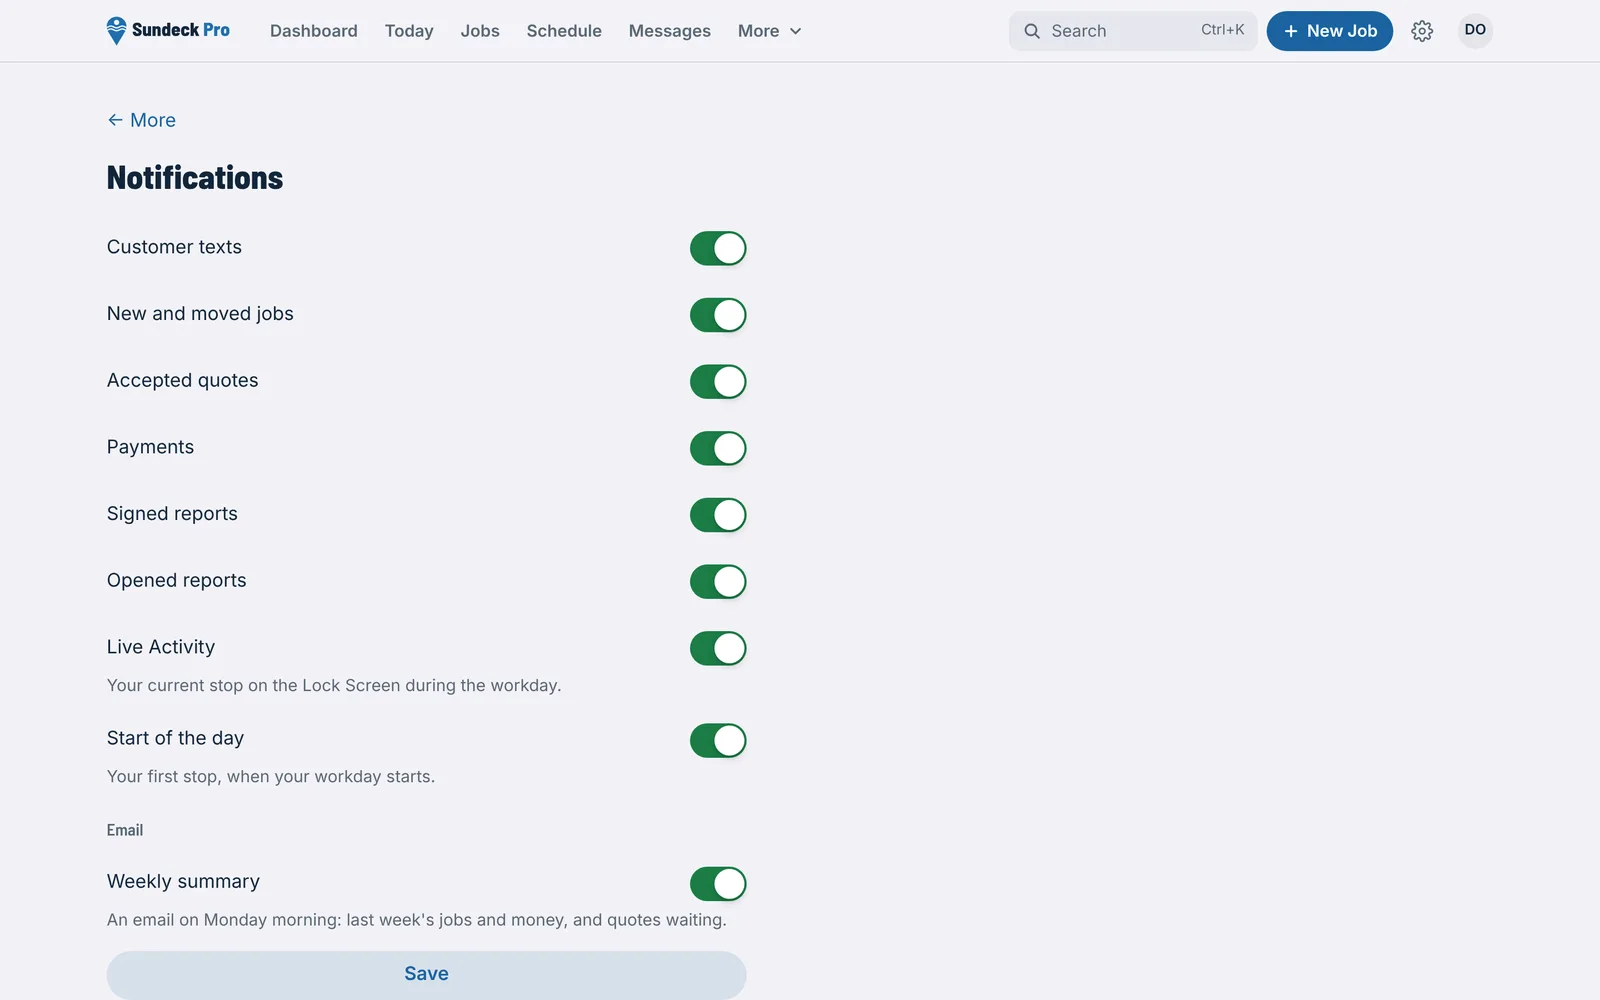 Sundeck Pro
Dashboard
Today
Jobs
Schedule
Messages
More
Search
Ctrl+K
+ New Job
DO
← More
Notifications
Customer texts
New and moved jobs
Accepted quotes
Payments
Signed reports
Opened reports
Live Activity
Your current stop on the Lock Screen during the workday.
Start of the day
Your first stop, when your workday starts.
Email
Weekly summary
An email on Monday morning: last week's jobs and money, and quotes waiting.
Save